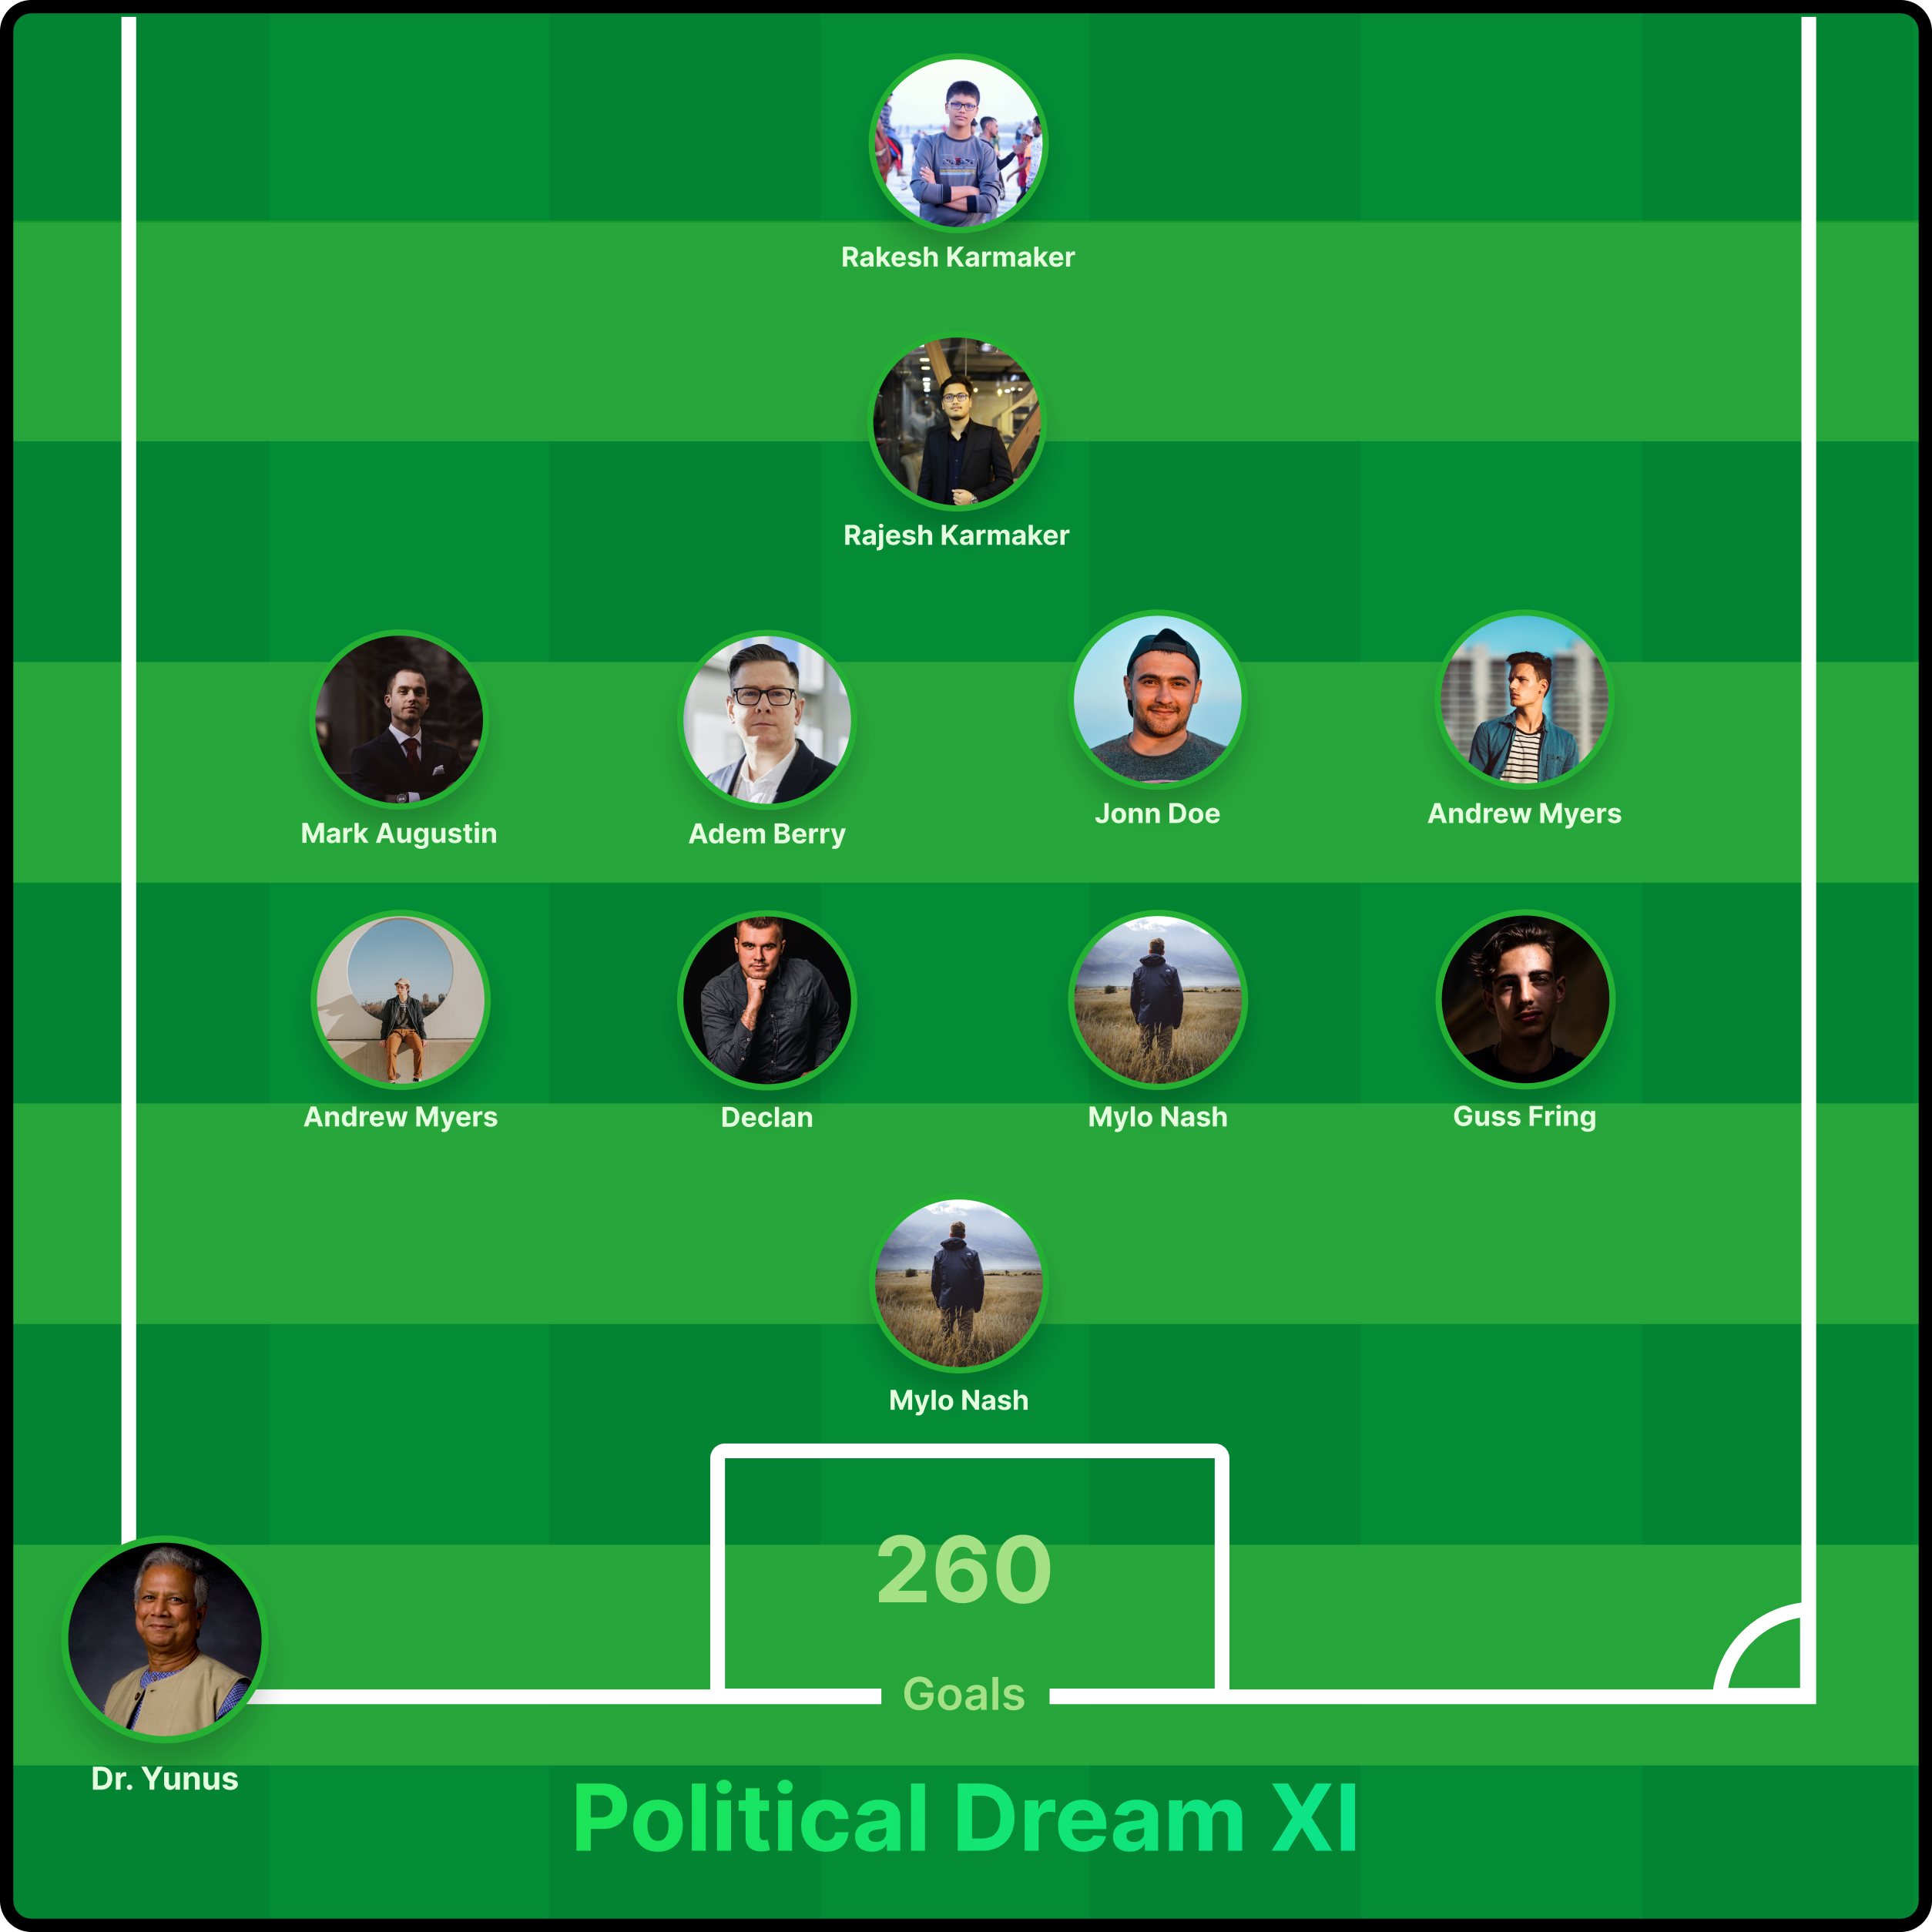 Rakesh Karmaker
Rajesh Karmaker
Mark Augustin
Adem Berry
Jonn Doe
Andrew Myers
Andrew Myers
Declan
Mylo Nash
Guss Fring
Mylo Nash
260
Goals
Dr. Yunus
Political Dream XI